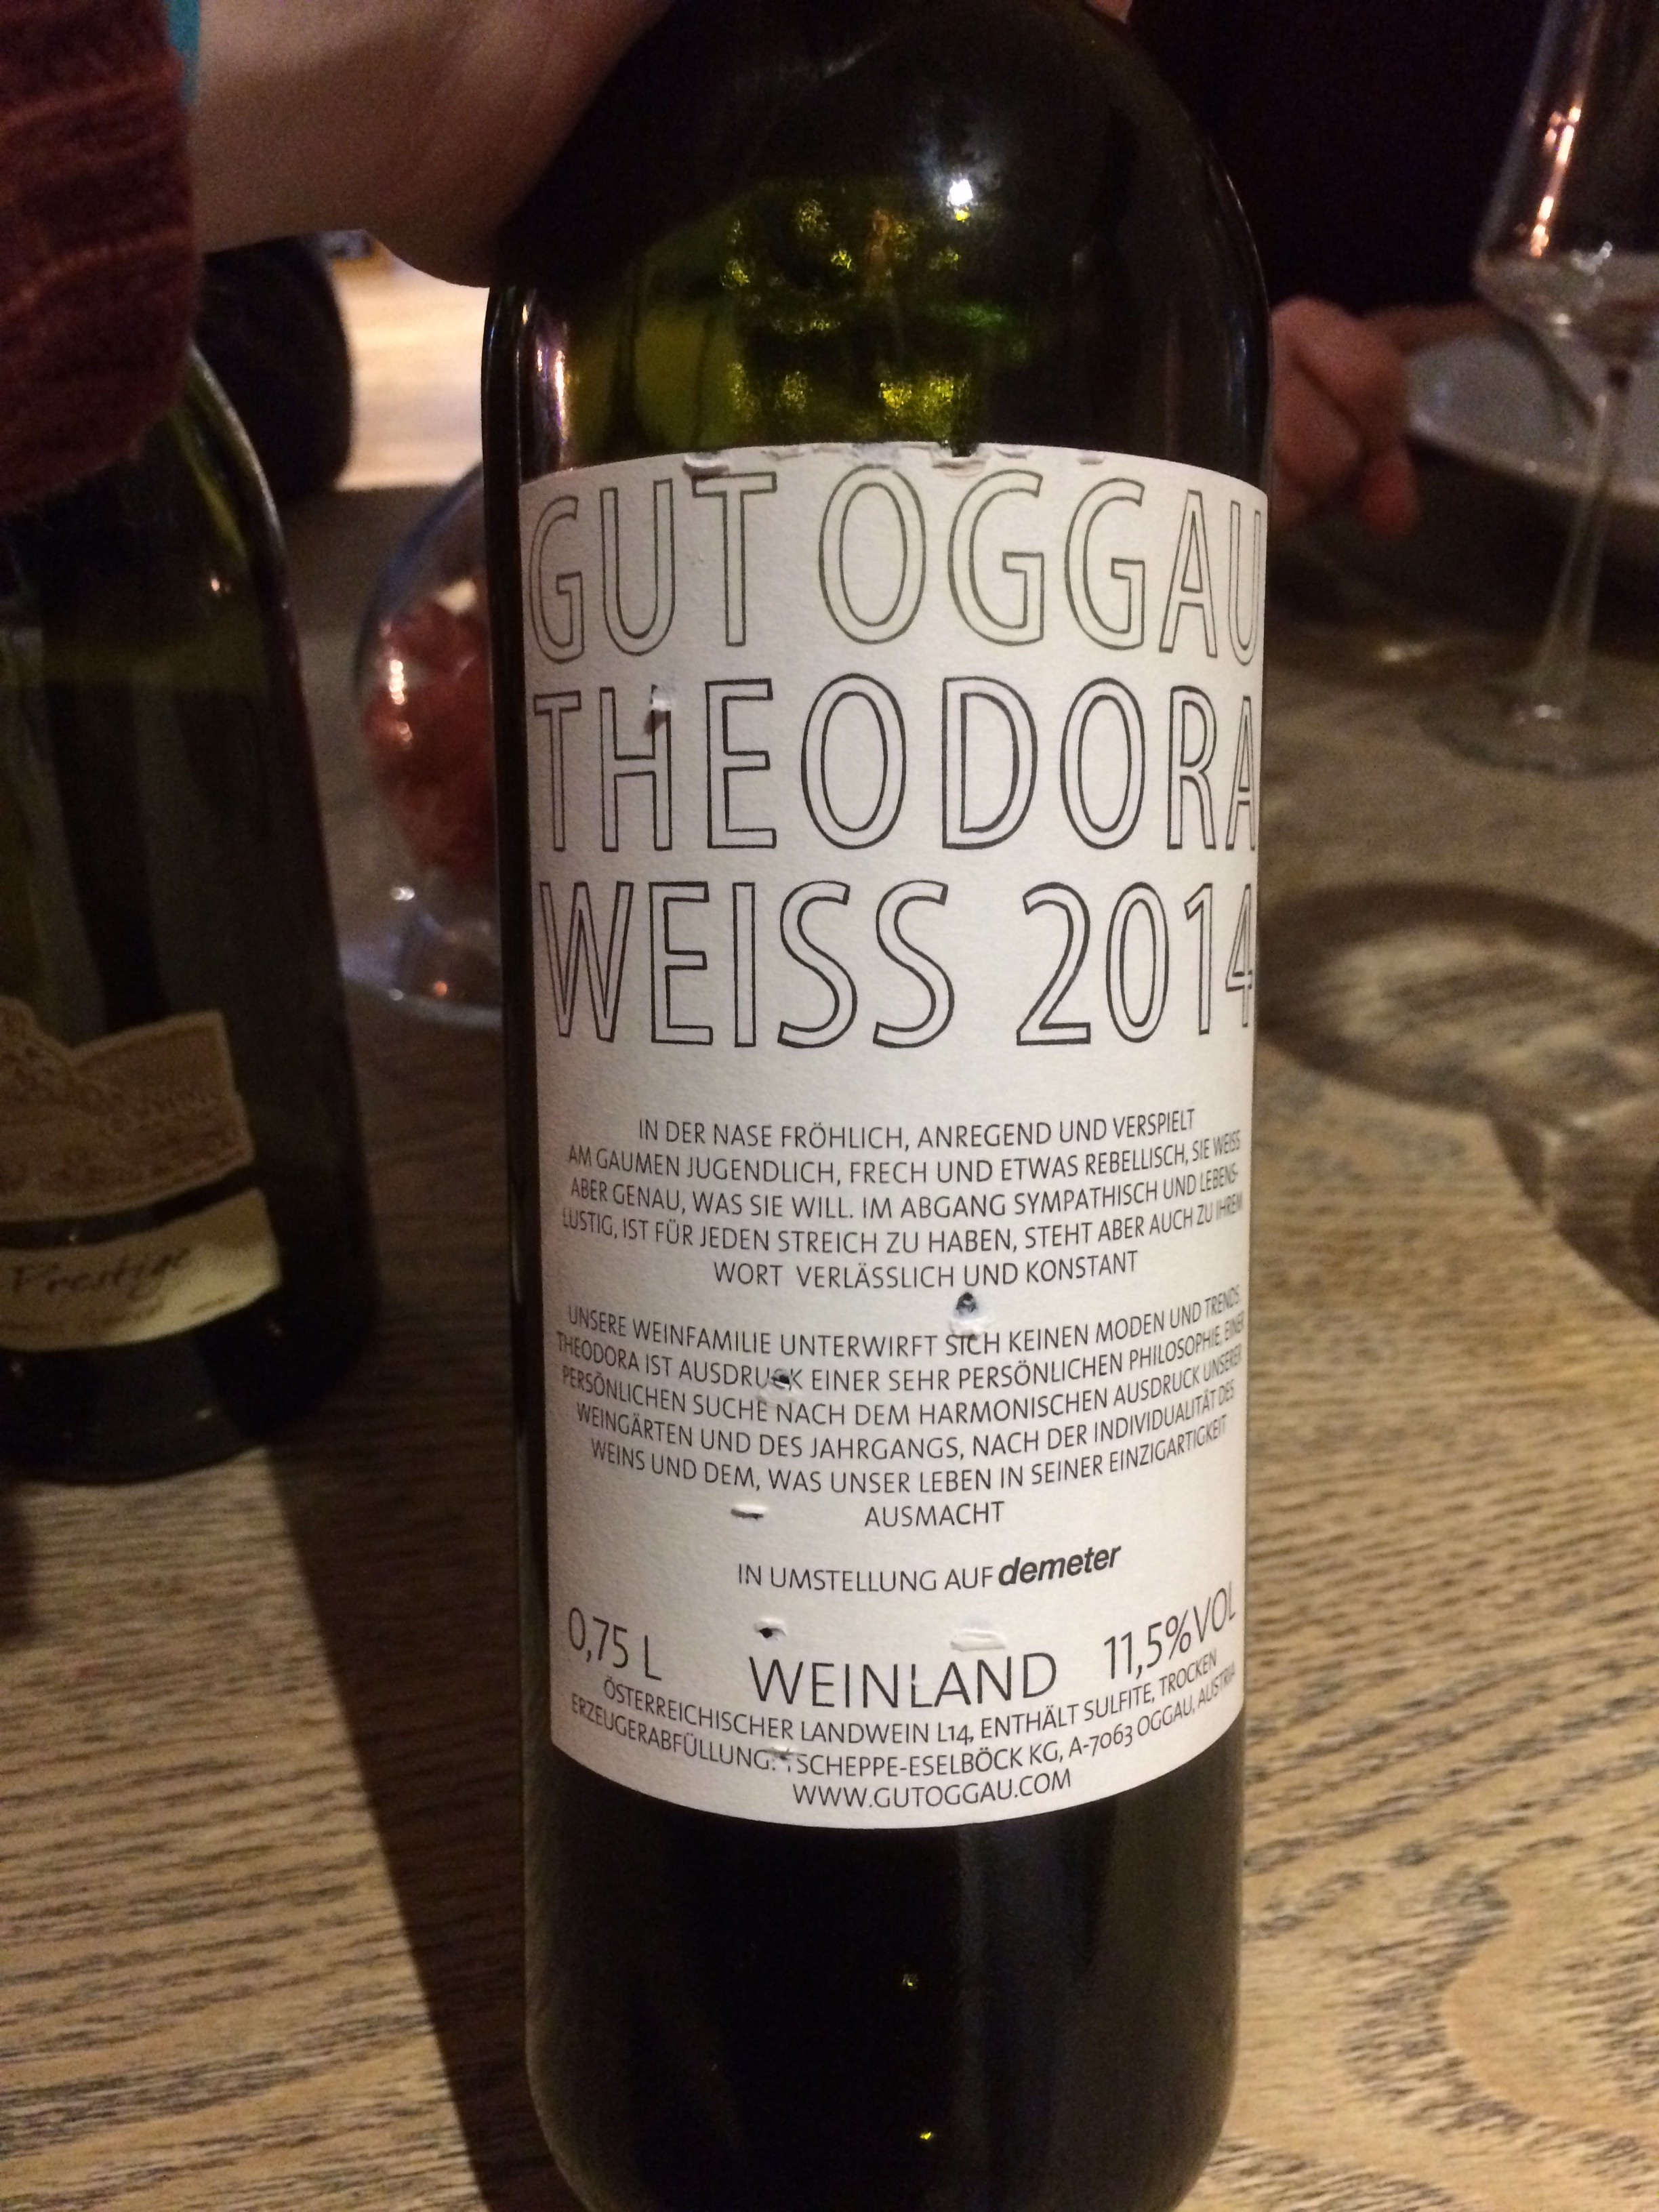 GUT OGGAU
THEODORA
WEISS 2014
IN DER NASE FRÖHLICH, ANREGEND UND VERSPIELT
AM GAUMEN JUGENDLICH, FRECH UND ETWAS REBELLISCH, SIE WEISS
ABER GENAU, WAS SIE WILL. IM ABGANG SYMPATHISCH UND LEBENS-
LUSTIG, IST FÜR JEDEN STREICH ZU HABEN, STEHT ABER AUCH ZU IHREM
WORT VERLÄSSLICH UND KONSTANT
UNSERE WEINFAMILIE UNTERWIRFT SICH KEINEN MODEN UND TRENDS.
THEODORA IST AUSDRUCK EINER SEHR PERSÖNLICHEN PHILOSOPHIE, EINER
PERSÖNLICHEN SUCHE NACH DEM HARMONISCHEN AUSDRUCK UNSERER
WEINGÄRTEN UND DES JAHRGANGS, NACH DER INDIVIDUALITÄT DES
WEINS UND DEM, WAS UNSER LEBEN IN SEINER EINZIGARTIGKEIT
AUSMACHT
IN UMSTELLUNG AUF demeter
0,75 L WEINLAND 11,5%VOL
ÖSTERREICHISCHER LANDWEIN L14, ENTHÄLT SULFITE, TROCKEN
ERZEUGERABFÜLLUNG: TSCHEPPE-ESELBÖCK KG, A-7063 OGGAU, AUSTRIA
WWW.GUTOGGAU.COM
Prestige